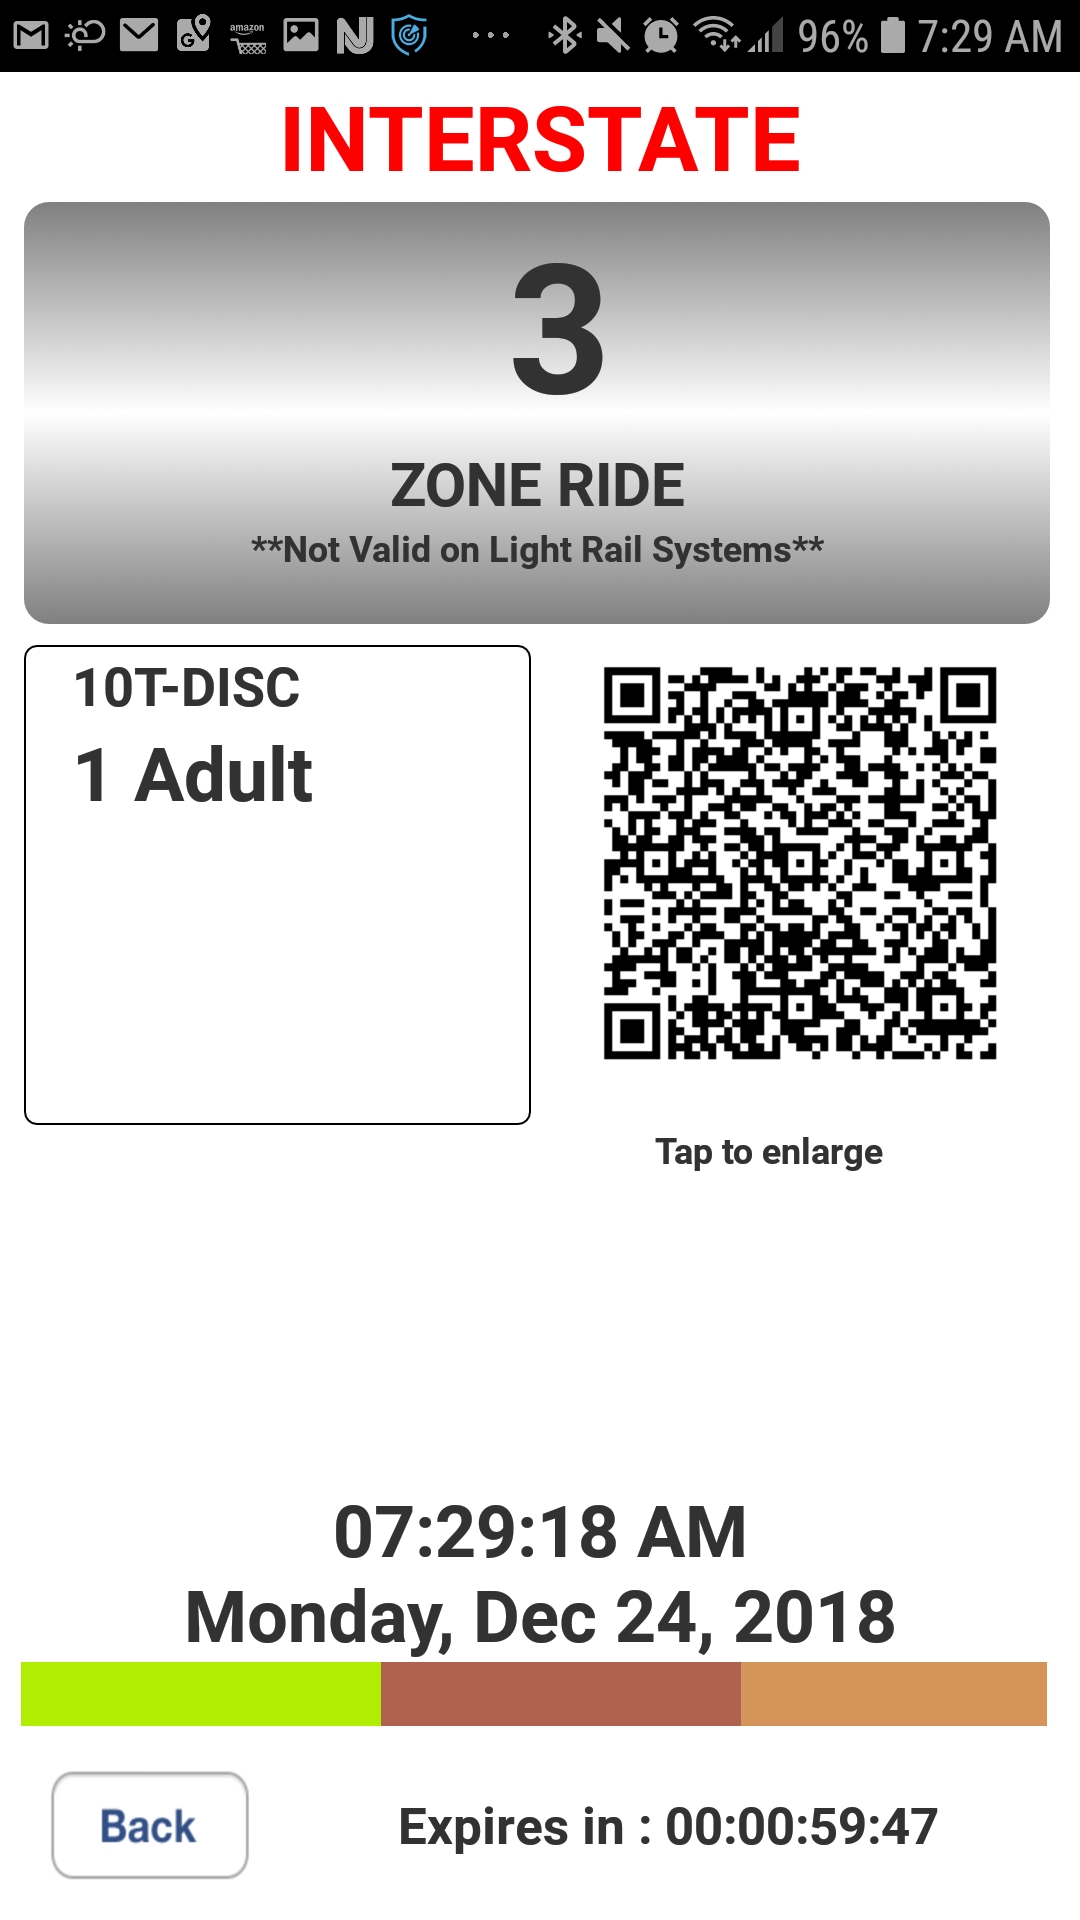 amazon
96% 7:29 AM
INTERSTATE
3
ZONE RIDE
**Not Valid on Light Rail Systems**
10T-DISC
1 Adult
Tap to enlarge
07:29:18 AM
Monday, Dec 24, 2018
Back
Expires in : 00:00:59:47